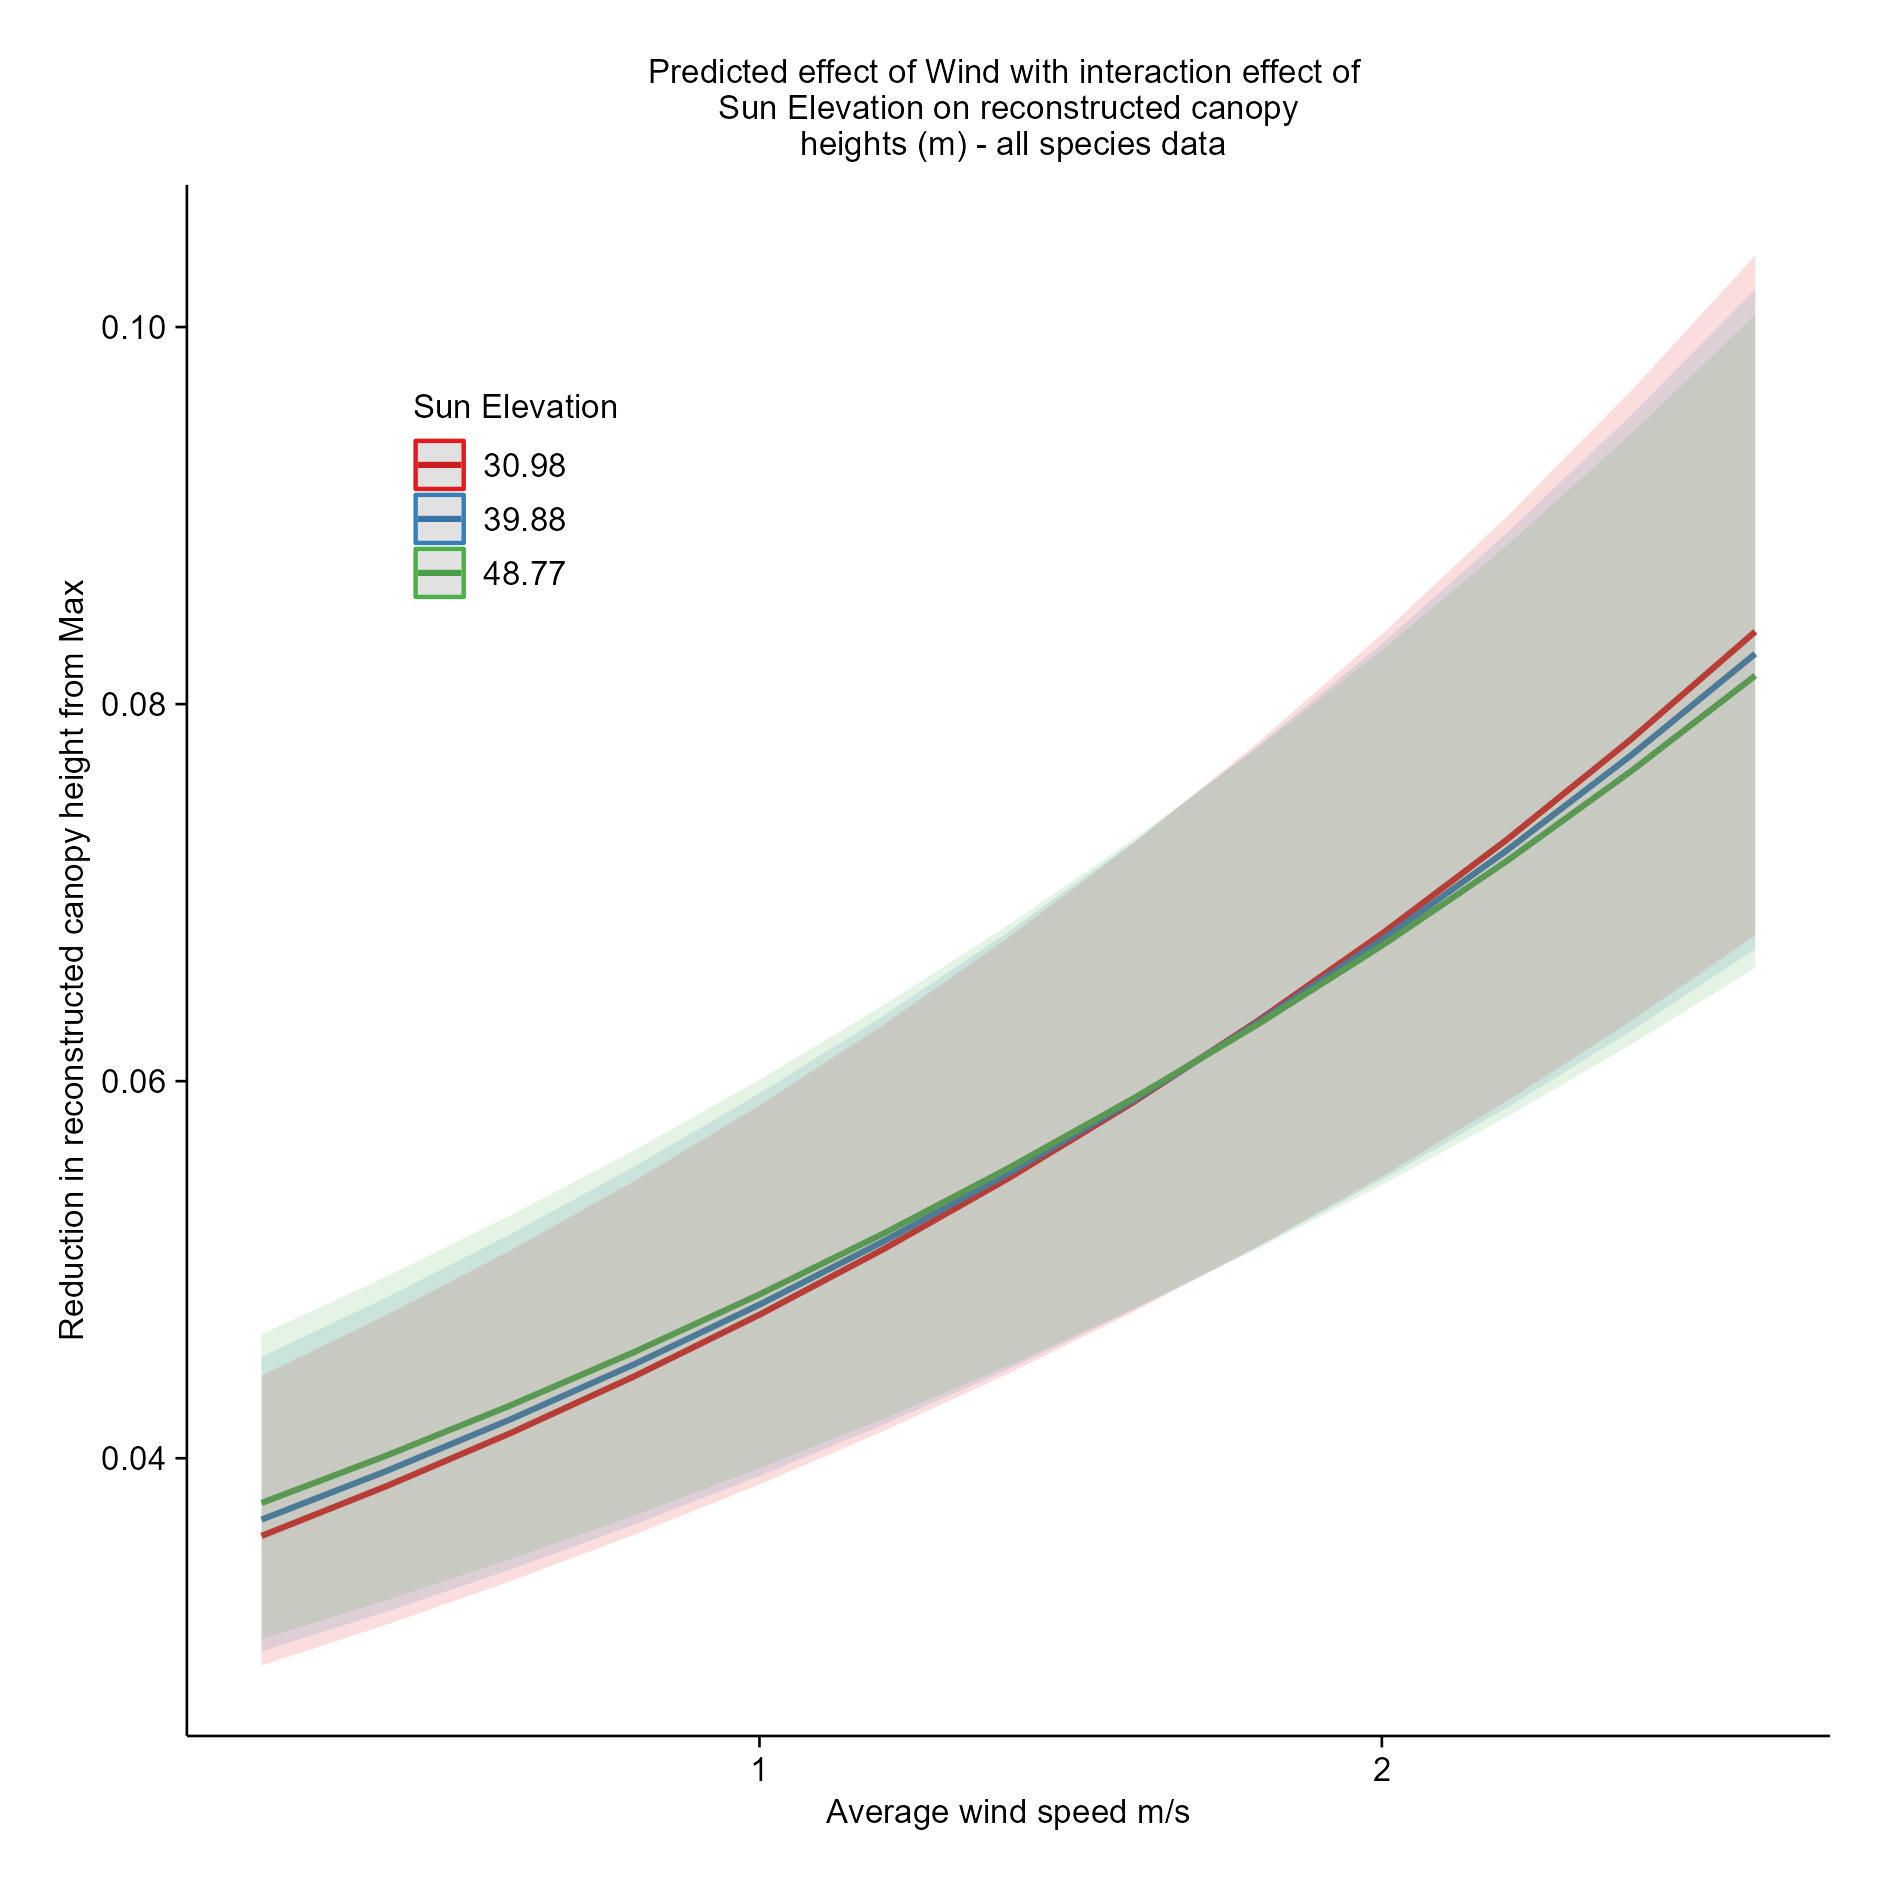 Predicted effect of Wind with interaction effect of
Sun Elevation on reconstructed canopy
heights (m) - all species data
Reduction in reconstructed canopy height from Max
0.10
0.08
0.06
0.04
Sun Elevation
30.98
39.88
48.77
1
2
Average wind speed m/s